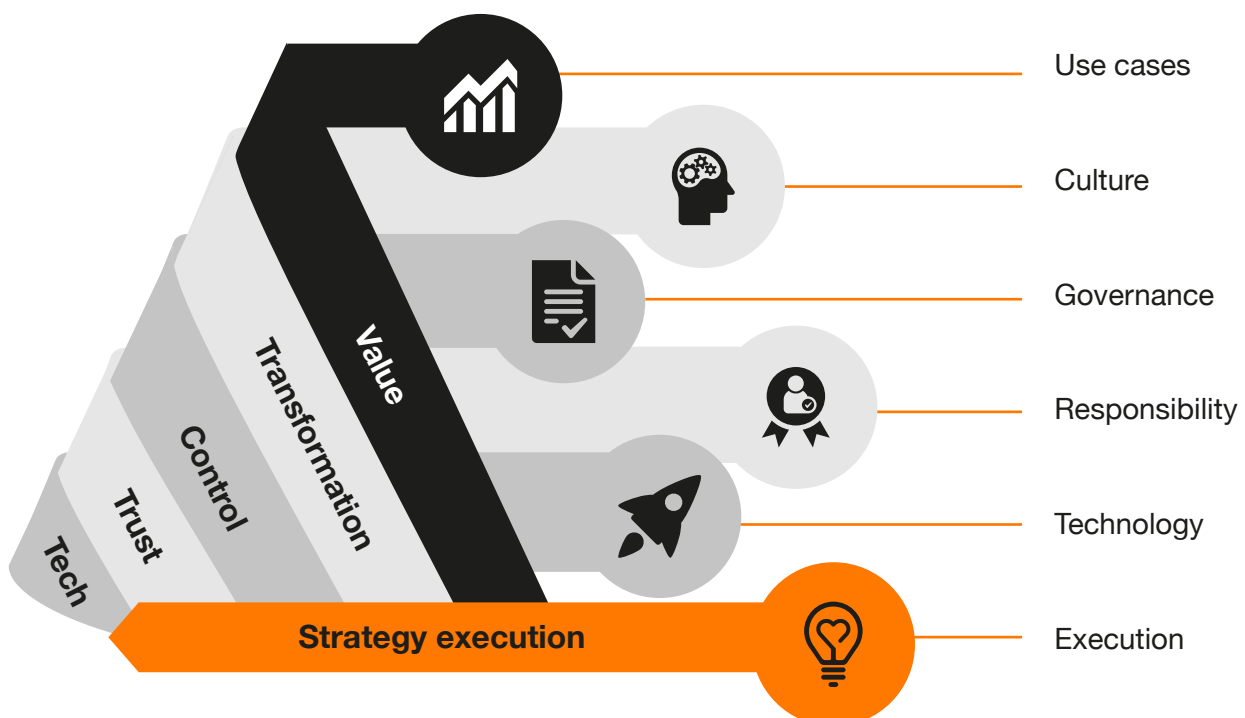 Use cases
Culture
Governance
Responsibility
Technology
Execution
Value
Transformation
Control
Trust
Tech
Strategy execution